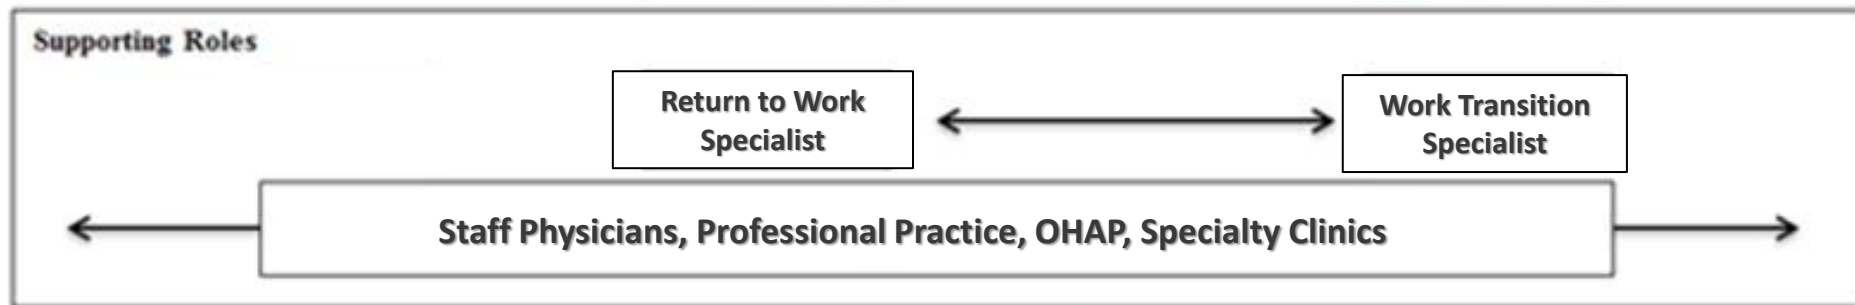 Supporting Roles
Return to Work
Specialist
Work Transition
Specialist
Staff Physicians, Professional Practice, OHAP, Specialty Clinics